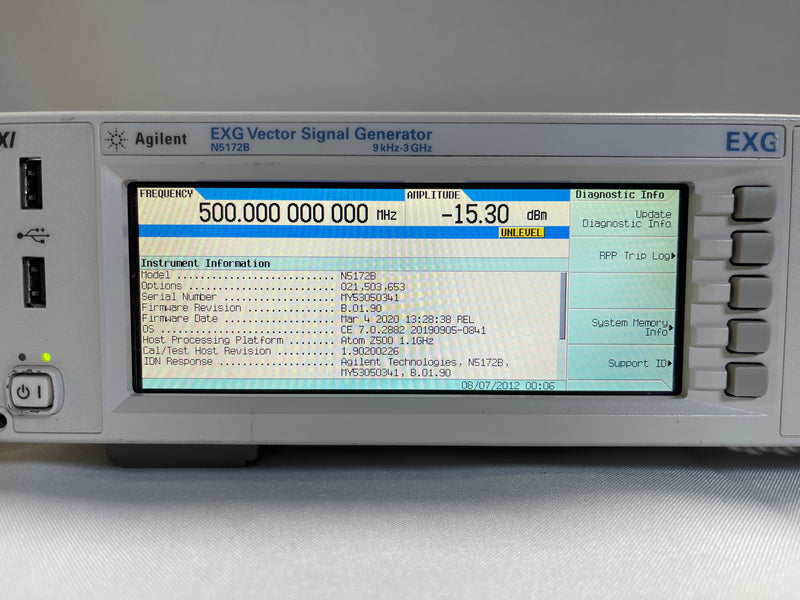 XI
Agilent
EXG Vector Signal Generator
N5172B 9 kHz-3 GHz
EXG
FREQUENCY
500.000 000 000 MHz
AMPLITUDE
-15.30 dBm
UNLEVEL
Instrument Information
Model ...................... N5172B
Options .................... 021,503,653
Serial Number .............. MY53050341
Firmware Revision .......... B.01.90
Firmware Date .............. Mar 4 2020 13:28:38 REL
OS ......................... CE 7.0.2882 20190905-0841
Host Processing Platform ... Atom Z500 1.1GHz
Cal/Test Host Revision ..... 1.90200226
IDN Response ............... Agilent Technologies, N5172B,
MY53050341, B.01.90
08/07/2012 00:06
Diagnostic Info
Update
Diagnostic Info
RPP Trip Log
System Memory
Info
Support ID